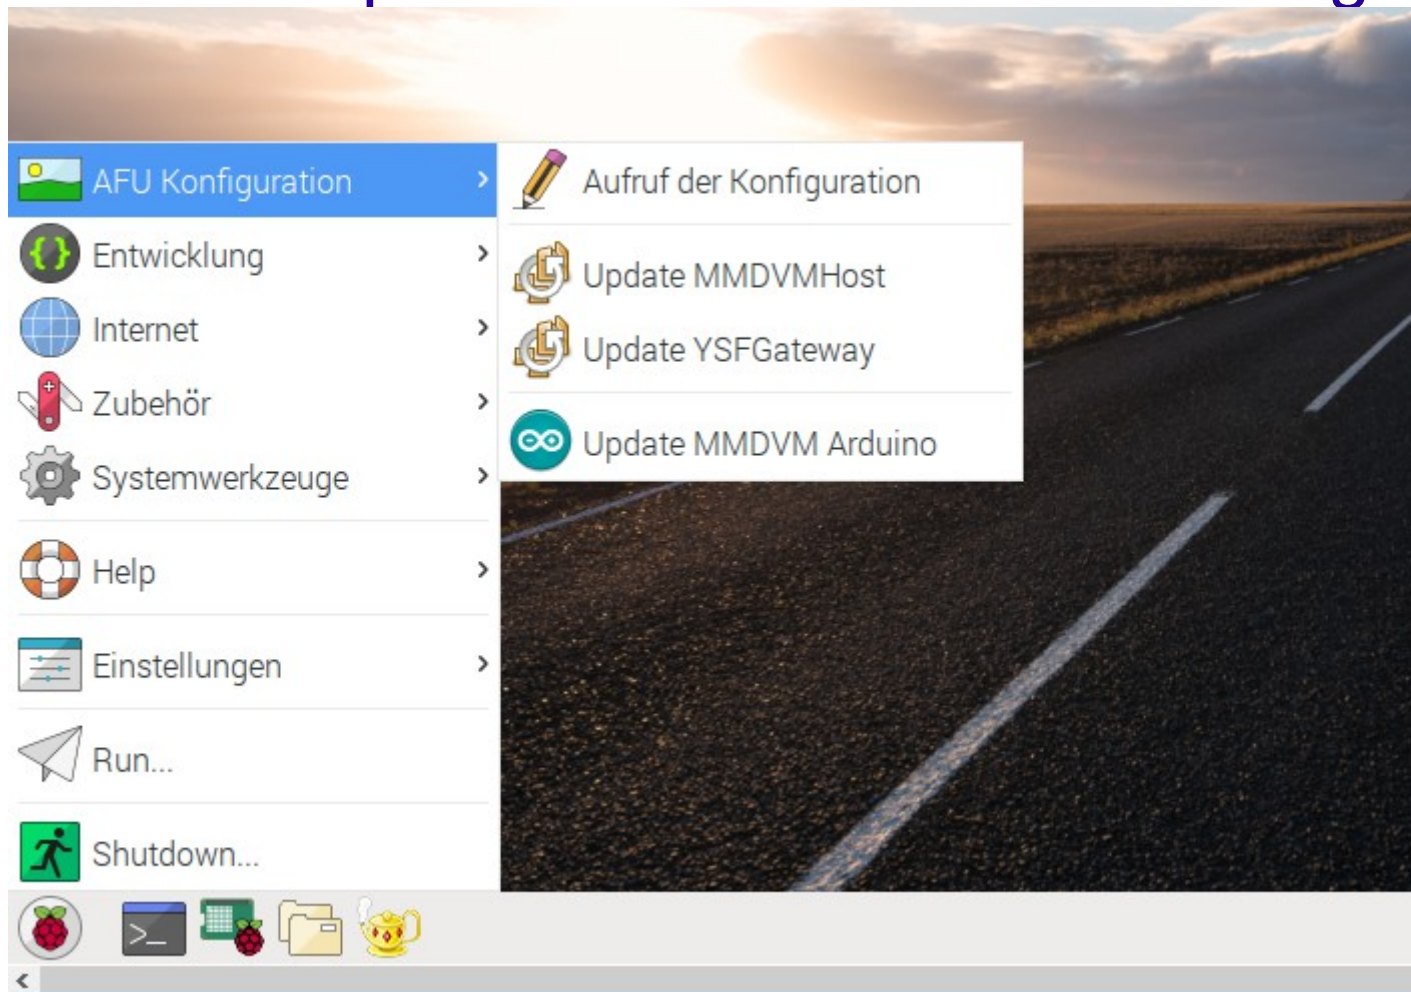 AFU Konfiguration
Entwicklung
Internet
Zubehör
Systemwerkzeuge
Help
Einstellungen
Run...
Shutdown...
Aufruf der Konfiguration
Update MMDVMHost
Update YSFGateway
Update MMDVM Arduino